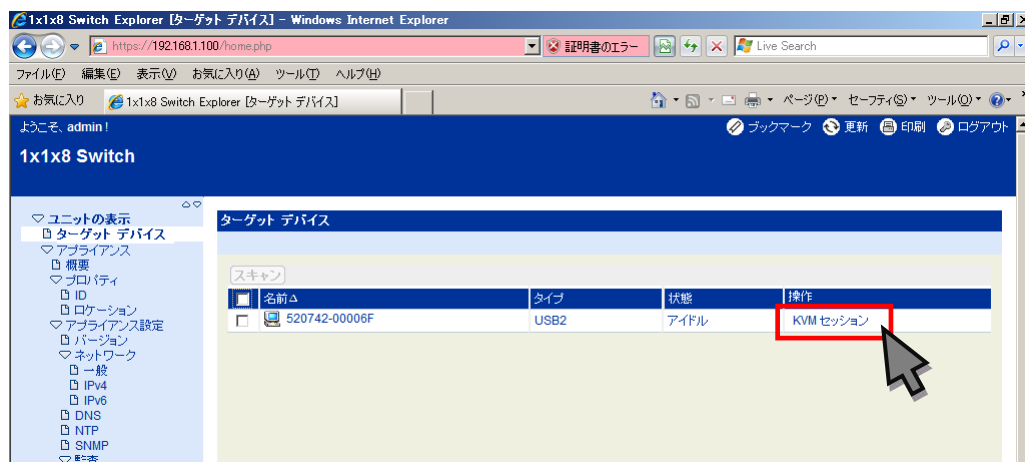 1x1x8 Switch Explorer [ターゲット デバイス] - Windows Internet Explorer
https://192.168.1.100/home.php 証明書のエラー Live Search
ファイル(F) 編集(E) 表示(V) お気に入り(A) ツール(T) ヘルプ(H)
お気に入り 1x1x8 Switch Explorer [ターゲット デバイス] ページ(P) セーフティ(S) ツール(O)
ようこそ、admin! ブックマーク 更新 印刷 ログアウト
1x1x8 Switch
ユニットの表示
ターゲット デバイス
アプライアンス
概要
プロパティ
ID
ロケーション
アプライアンス設定
バージョン
ネットワーク
一般
IPv4
IPv6
DNS
NTP
SNMP
監査
ターゲット デバイス
スキャン
名前 タイプ 状態 操作
520742-00006F USB2 アイドル KVM セッション